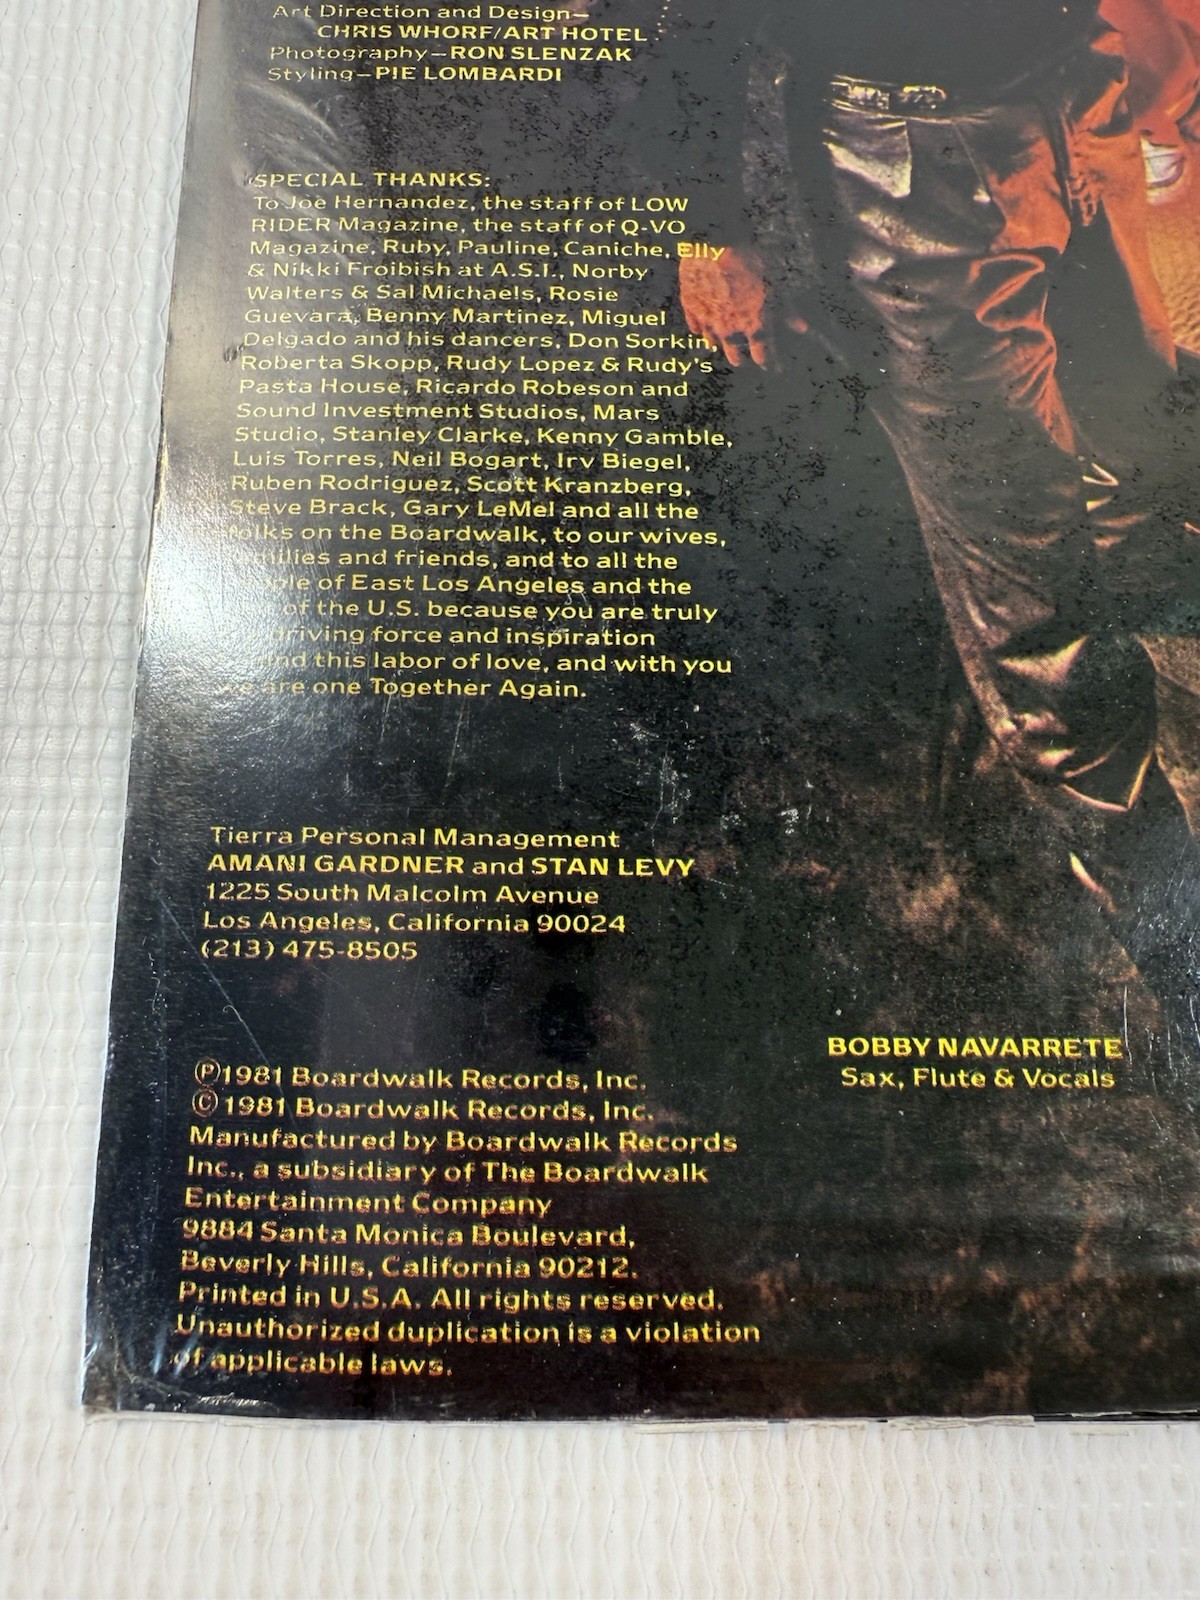 Art Direction and Design—
CHRIS WHORF/ART HOTEL
Photography—RON SLENZAK
Styling—PIE LOMBARDI
SPECIAL THANKS:
To Joe Hernandez, the staff of LOW
RIDER Magazine, the staff of Q-VO
Magazine, Ruby, Pauline, Caniche, Elly
& Nikki Froibish at A.S.I., Norby
Walters & Sal Michaels, Rosie
Guevara, Benny Martinez, Miguel
Delgado and his dancers, Don Sorkin,
Roberta Skopp, Rudy Lopez & Rudy's
Pasta House, Ricardo Robeson and
Sound Investment Studios, Mars
Studio, Stanley Clarke, Kenny Gamble,
Luis Torres, Neil Bogart, Irv Biegel,
Ruben Rodriguez, Scott Kranzberg,
Steve Brack, Gary LeMel and all the
folks on the Boardwalk, to our wives,
families and friends, and to all the
people of East Los Angeles and the
of the U.S. because you are truly
driving force and inspiration
this labor of love, and with you
we are one Together Again.
Tierra Personal Management
AMANI GARDNER and STAN LEVY
1225 South Malcolm Avenue
Los Angeles, California 90024
(213) 475-8505
BOBBY NAVARRETE
Sax, Flute & Vocals
℗1981 Boardwalk Records, Inc.
© 1981 Boardwalk Records, Inc.
Manufactured by Boardwalk Records
Inc., a subsidiary of The Boardwalk
Entertainment Company
9884 Santa Monica Boulevard,
Beverly Hills, California 90212.
Printed in U.S.A. All rights reserved.
Unauthorized duplication is a violation
of applicable laws.